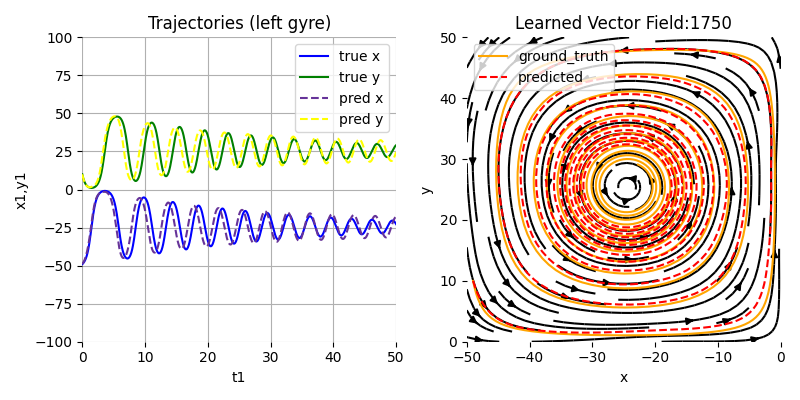 Trajectories (left gyre)
100
75
50
25
0
−25
−50
−75
−100
x1,y1
0
10
20
30
40
50
t1
true x
true y
pred x
pred y
Learned Vector Field:1750
50
40
30
20
10
0
y
−50
−40
−30
−20
−10
0
x
ground_truth
predicted